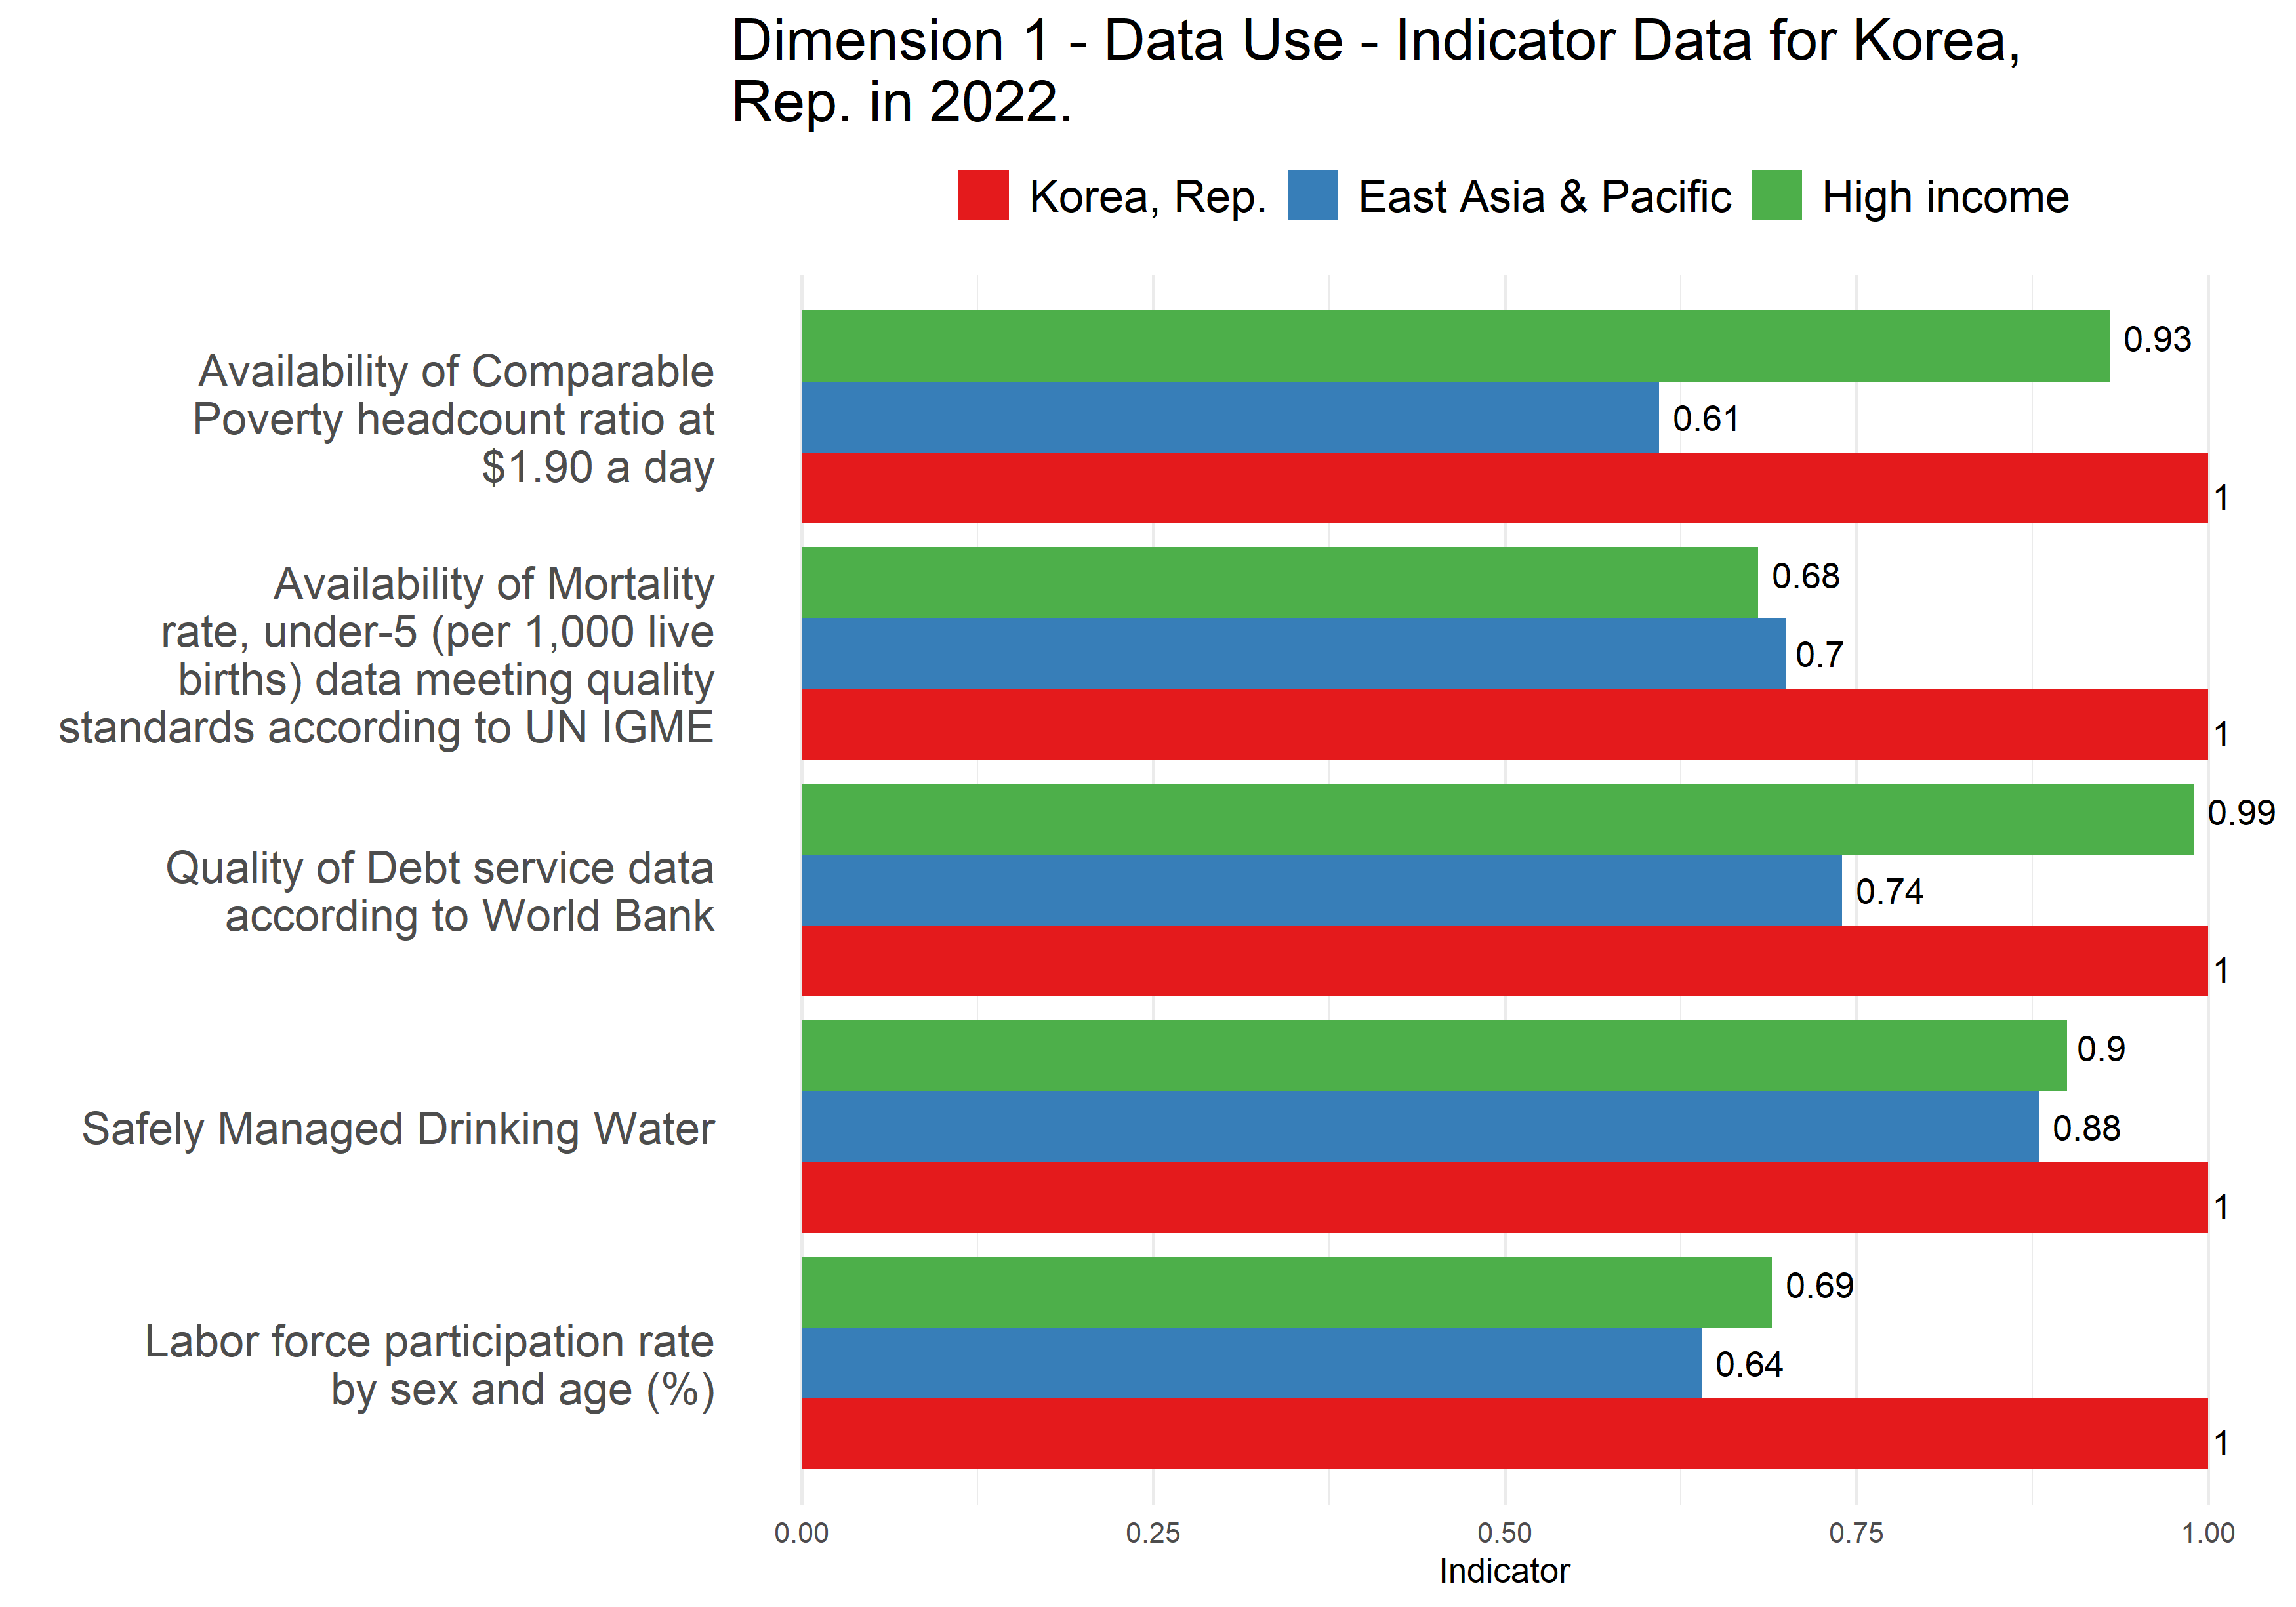 Dimension 1 - Data Use - Indicator Data for Korea,
Rep. in 2022.
Korea, Rep. East Asia & Pacific High income
Availability of Comparable
Poverty headcount ratio at
$1.90 a day
0.93
0.61
1
Availability of Mortality
rate, under-5 (per 1,000 live
births) data meeting quality
standards according to UN IGME
0.68
0.7
1
Quality of Debt service data
according to World Bank
0.99
0.74
1
Safely Managed Drinking Water
0.9
0.88
1
Labor force participation rate
by sex and age (%)
0.69
0.64
1
0.00 0.25 0.50 0.75 1.00
Indicator